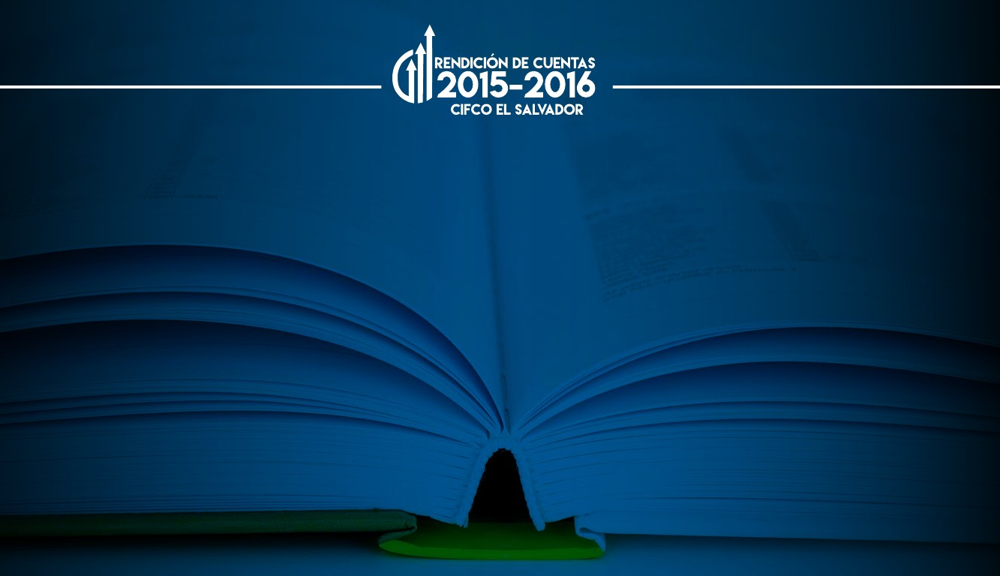 RENDICIÓN DE CUENTAS
2015-2016
CIFCO EL SALVADOR